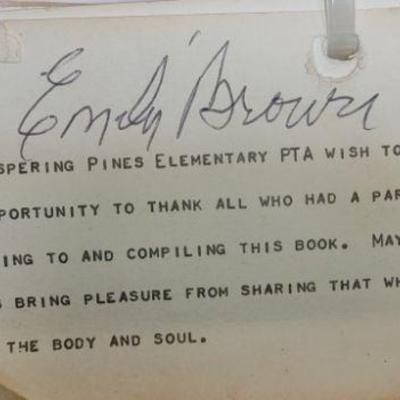 Emily Brown
SPERING PINES ELEMENTARY PTA WISH TO
PORTUNITY TO THANK ALL WHO HAD A PAR
ING TO AND COMPILING THIS BOOK. MAY
S BRING PLEASURE FROM SHARING THAT WH
THE BODY AND SOUL.